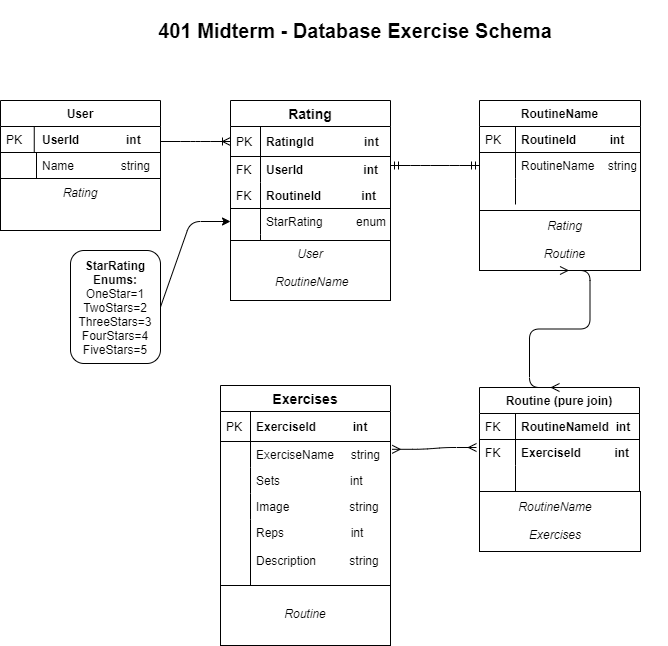 401 Midterm - Database Exercise Schema
User
PK UserId int
Name string
Rating
Rating
PK RatingId int
FK UserId int
FK RoutineId int
StarRating enum
User
RoutineName
RoutineName
PK RoutineId int
RoutineName string
Rating
Routine
StarRating
Enums:
OneStar=1
TwoStars=2
ThreeStars=3
FourStars=4
FiveStars=5
Exercises
PK ExerciseId int
ExerciseName string
Sets int
Image string
Reps int
Description string
Routine
Routine (pure join)
FK RoutineNameId int
FK ExerciseId int
RoutineName
Exercises